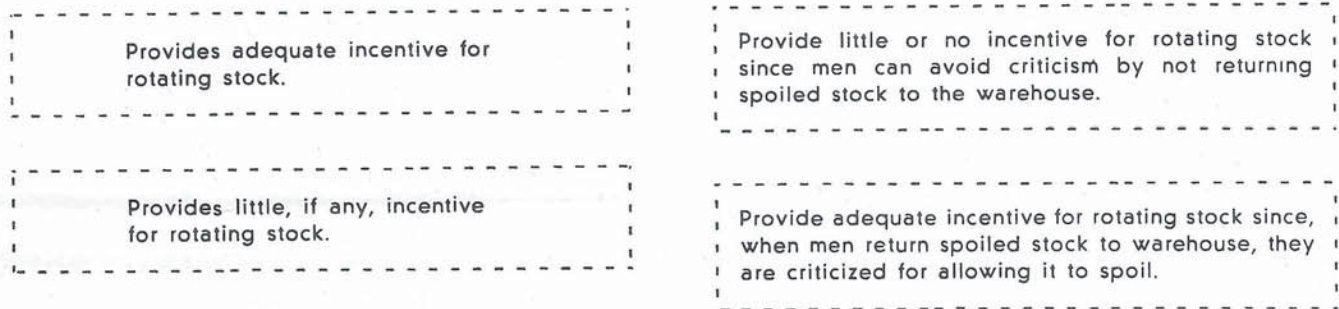 Provides adequate incentive for
rotating stock.
Provides little, if any, incentive
for rotating stock.
Provide little or no incentive for rotating stock
since men can avoid criticism by not returning
spoiled stock to the warehouse.
Provide adequate incentive for rotating stock since,
when men return spoiled stock to warehouse, they
are criticized for allowing it to spoil.